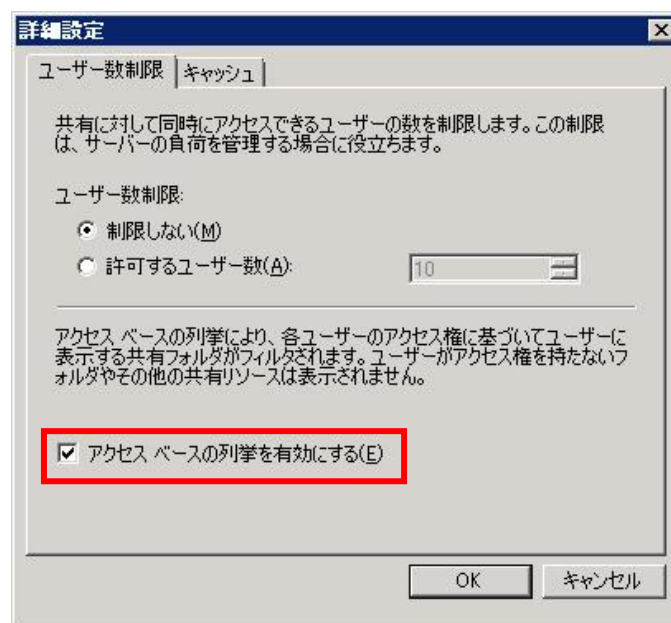 詳細設定
ユーザー数制限
キャッシュ
共有に対して同時にアクセスできるユーザーの数を制限します。この制限
は、サーバーの負荷を管理する場合に役立ちます。
ユーザー数制限:
制限しない(M)
許可するユーザー数(A):
10
アクセス ベースの列挙により、各ユーザーのアクセス権に基づいてユーザーに
表示する共有フォルダがフィルタされます。ユーザーがアクセス権を持たないフ
ォルダやその他の共有リソースは表示されません。
アクセス ベースの列挙を有効にする(E)
OK
キャンセル